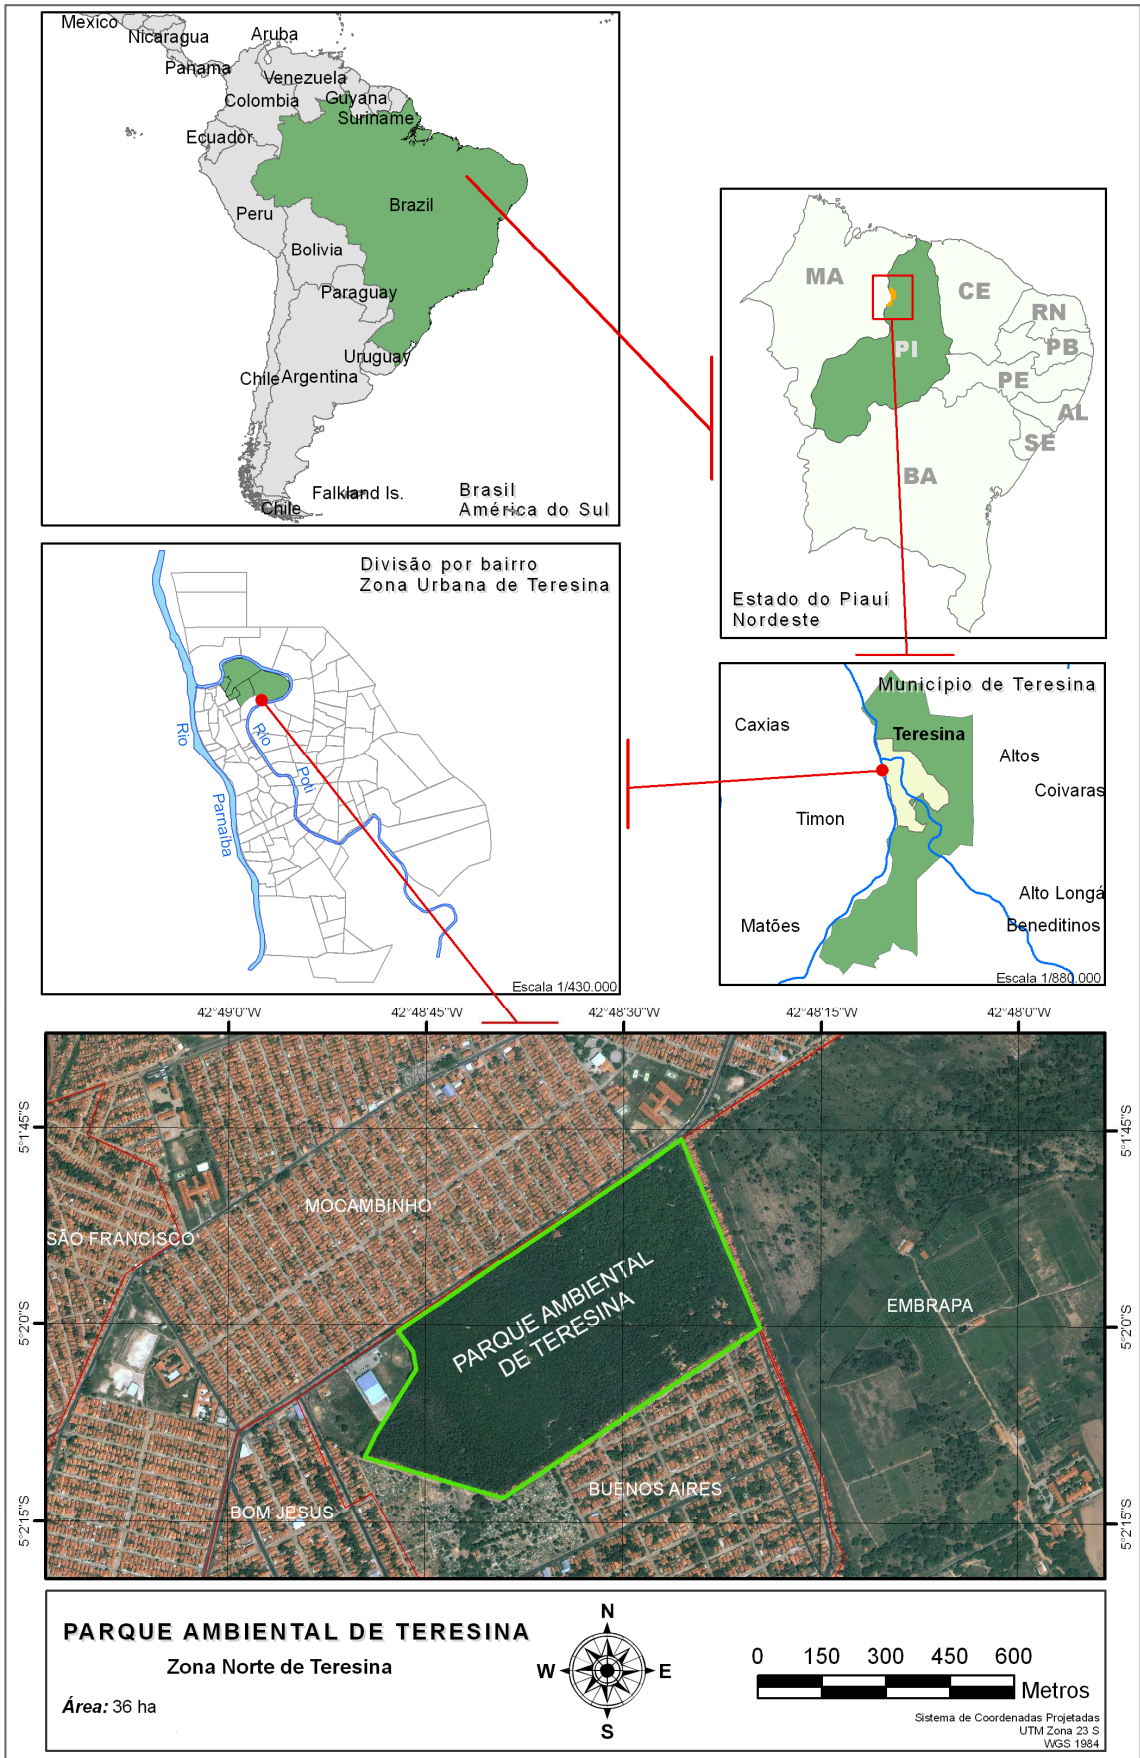 Mexico
Nicaragua
Aruba
Panama
Venezuela
Guyana
Colombia
Suriname
Ecuador
Brazil
Peru
Bolivia
Paraguay
Uruguay
Chile
Argentina
Falkland Is.
Chile
Brasil
América do Sul
MA
CE
RN
PB
PI
PE
AL
SE
BA
Estado do Piauí
Nordeste
Divisão por bairro
Zona Urbana de Teresina
Rio
Parnaíba
Rio
Poti
Escala 1/430.000
Município de Teresina
Caxias
Teresina
Altos
Coivaras
Timon
Alto Longá
Matões
Beneditinos
Escala 1/880.000
42°49'0"W
42°48'45"W
42°48'30"W
42°48'15"W
42°48'0"W
5°1'45"S
5°1'45"S
MOCAMBINHO
SÃO FRANCISCO
PARQUE AMBIENTAL
DE TERESINA
EMBRAPA
5°2'0"S
5°2'0"S
BUENOS AIRES
BOM JESUS
5°2'15"S
5°2'15"S
PARQUE AMBIENTAL DE TERESINA
Zona Norte de Teresina
Área: 36 ha
N
W
E
S
0 150 300 450 600
Metros
Sistema de Coordenadas Projetadas
UTM Zona 23 S
WGS 1984